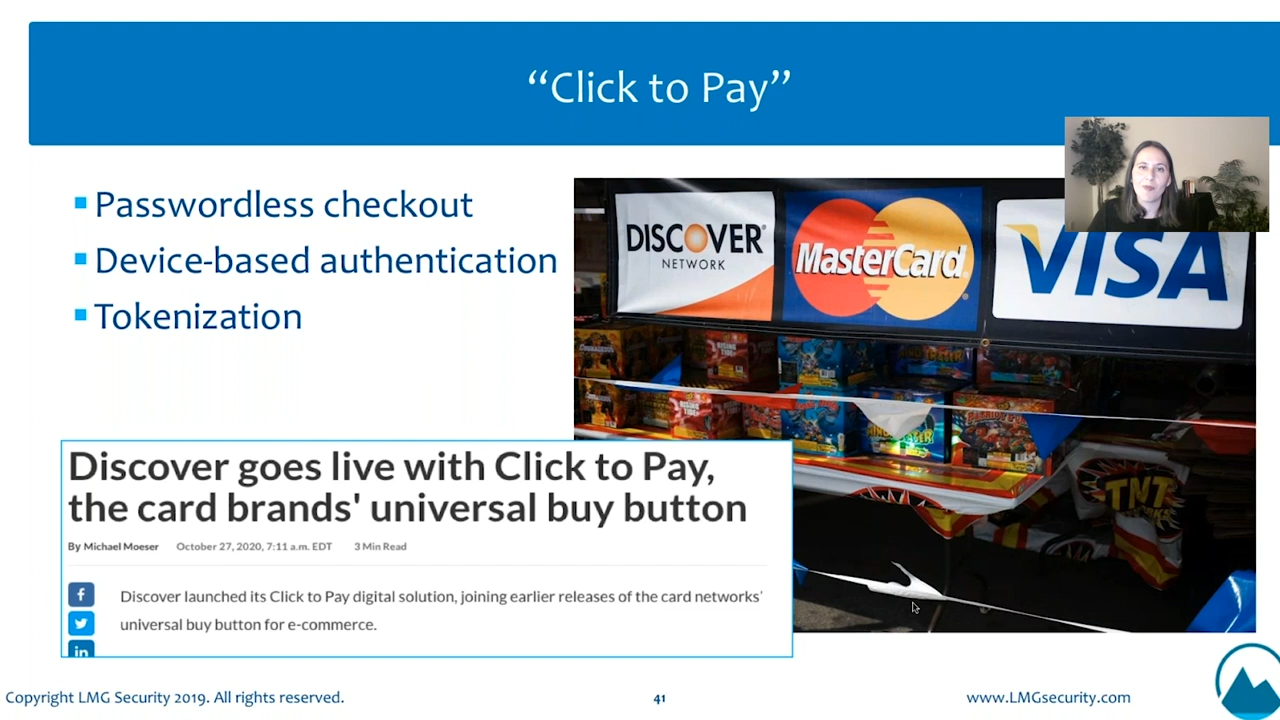 “Click to Pay”
Passwordless checkout
Device-based authentication
Tokenization
DISCOVER®
NETWORK
MasterCard®
VISA
RISING
TNT
Discover goes live with Click to Pay,
the card brands' universal buy button
By Michael Moeser October 27, 2020, 7:11 a.m. EDT 3 Min Read
f
Discover launched its Click to Pay digital solution, joining earlier releases of the card networks’
universal buy button for e-commerce.
in
Copyright LMG Security 2019. All rights reserved.
41
www.LMGsecurity.com